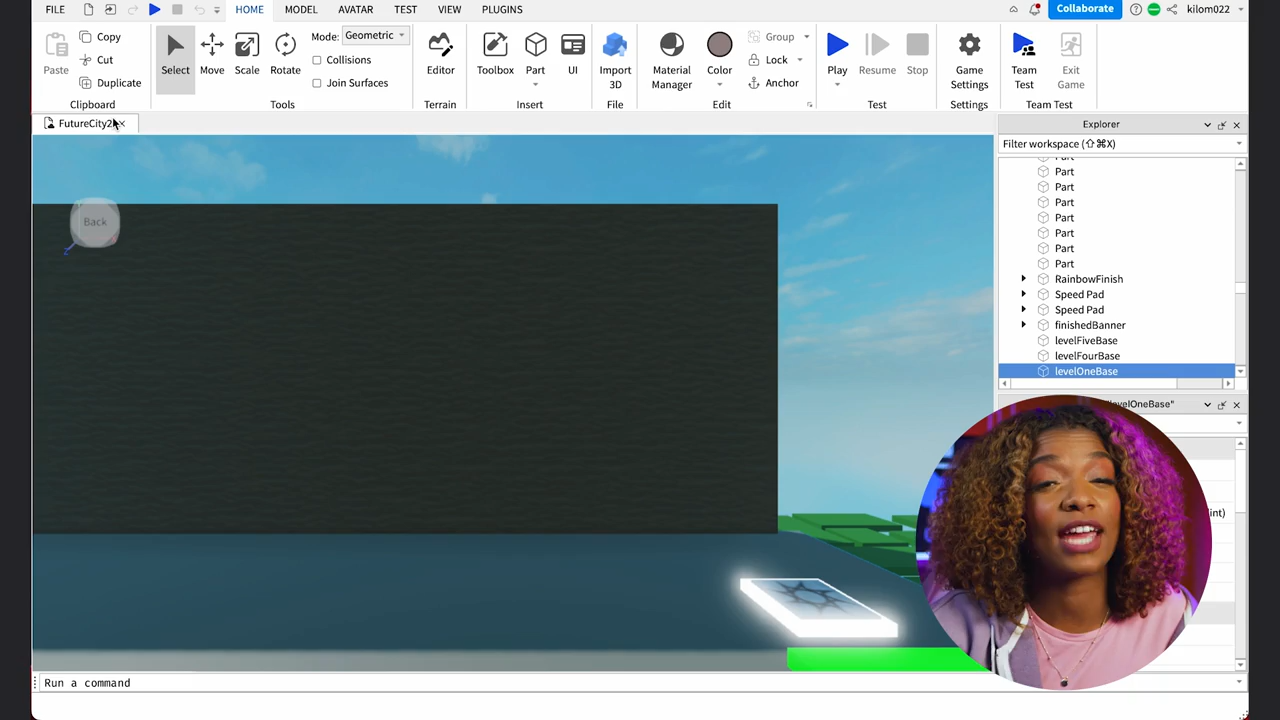 FILE
HOME
MODEL
AVATAR
TEST
VIEW
PLUGINS
Collaborate
kilom022
Paste
Copy
Cut
Duplicate
Clipboard
Select
Move
Scale
Rotate
Mode:
Geometric
Collisions
Join Surfaces
Tools
Editor
Terrain
Toolbox
Part
UI
Insert
Import
3D
File
Material
Manager
Color
Group
Lock
Anchor
Edit
Play
Resume
Stop
Test
Game
Settings
Settings
Team
Test
Exit
Game
Team Test
FutureCity2
Back
Explorer
Filter workspace (⇧⌘X)
Part
Part
Part
Part
Part
Part
Part
Part
RainbowFinish
Speed Pad
Speed Pad
finishedBanner
levelFiveBase
levelFourBase
levelOneBase
levelOneBase"
int)
Run a command